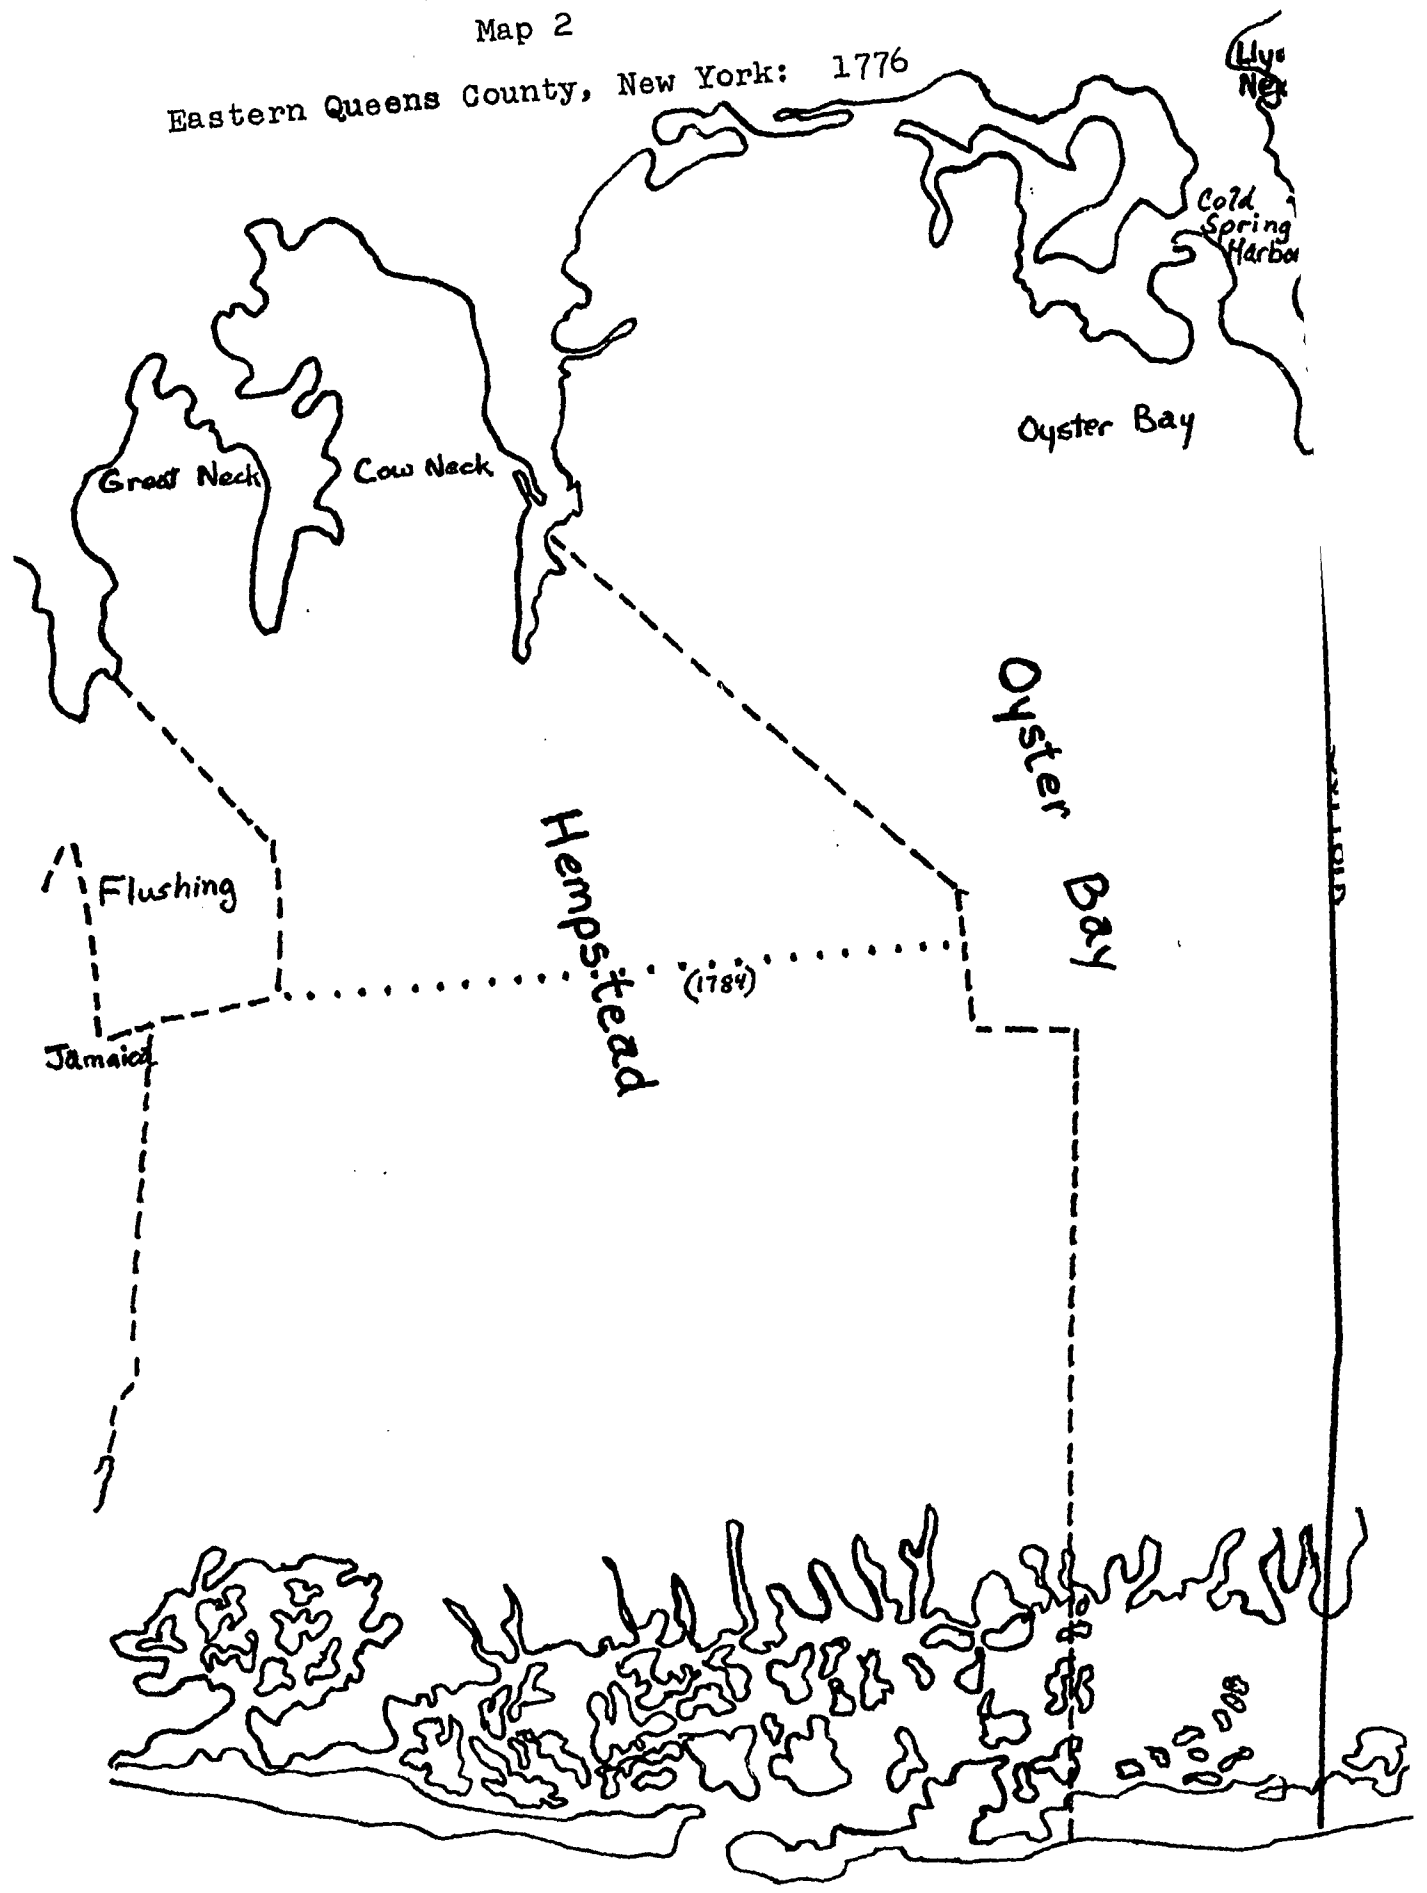 Map 2
Eastern Queens County, New York: 1776
Cold
Spring
Oyster Bay
Great Neck
Cow Neck
Oyster Bay
Hempstead
Flushing
(1784)
Jamaica